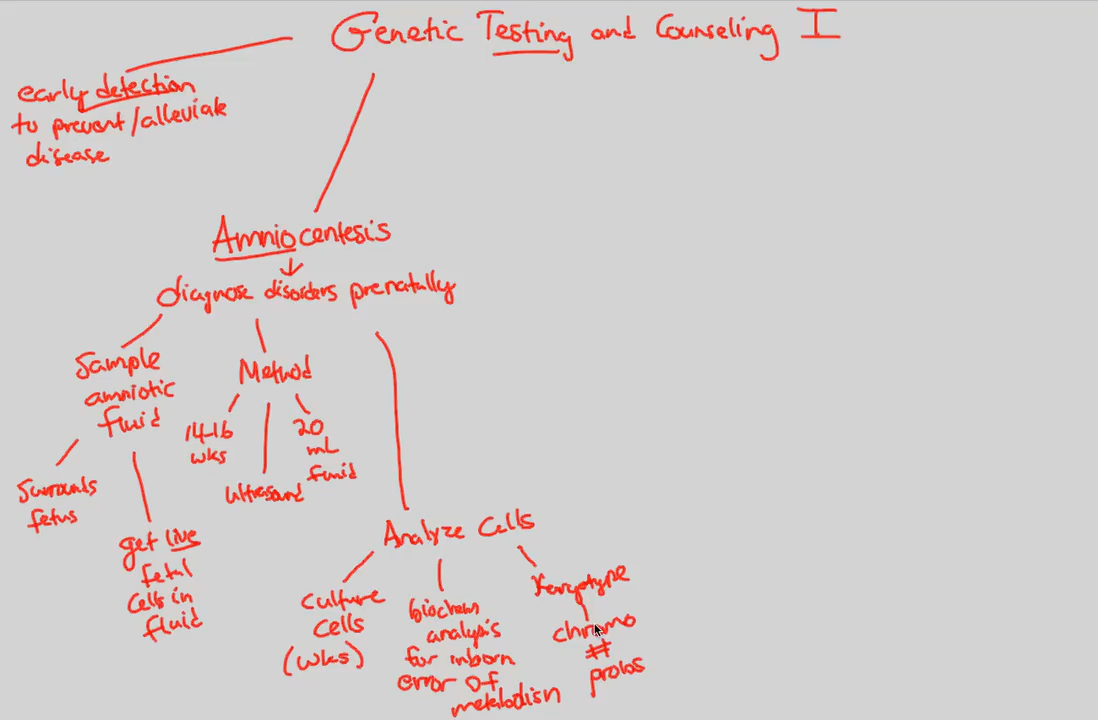 Genetic Testing and Counseling I
early detection
to prevent/alleviate
disease
Amniocentesis
diagnose disorders prenatally
Sample
amniotic
fluid
Surrounds
fetus
get live
fetal
cells in
fluid
Method
14-16
wks
ultrasound
20
mL
fluid
Analyze Cells
culture
cells
(wks)
biochem
analysis
for inborn
error of
metabolism
Karyotype
chromo
#
probs